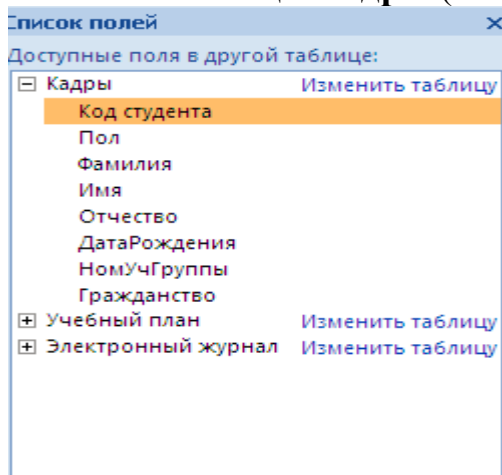 Список полей
Доступные поля в другой таблице:
Кадры Изменить таблицу
Код студента
Пол
Фамилия
Имя
Отчество
ДатаРождения
НомУчГруппы
Гражданство
Учебный план Изменить таблицу
Электронный журнал Изменить таблицу